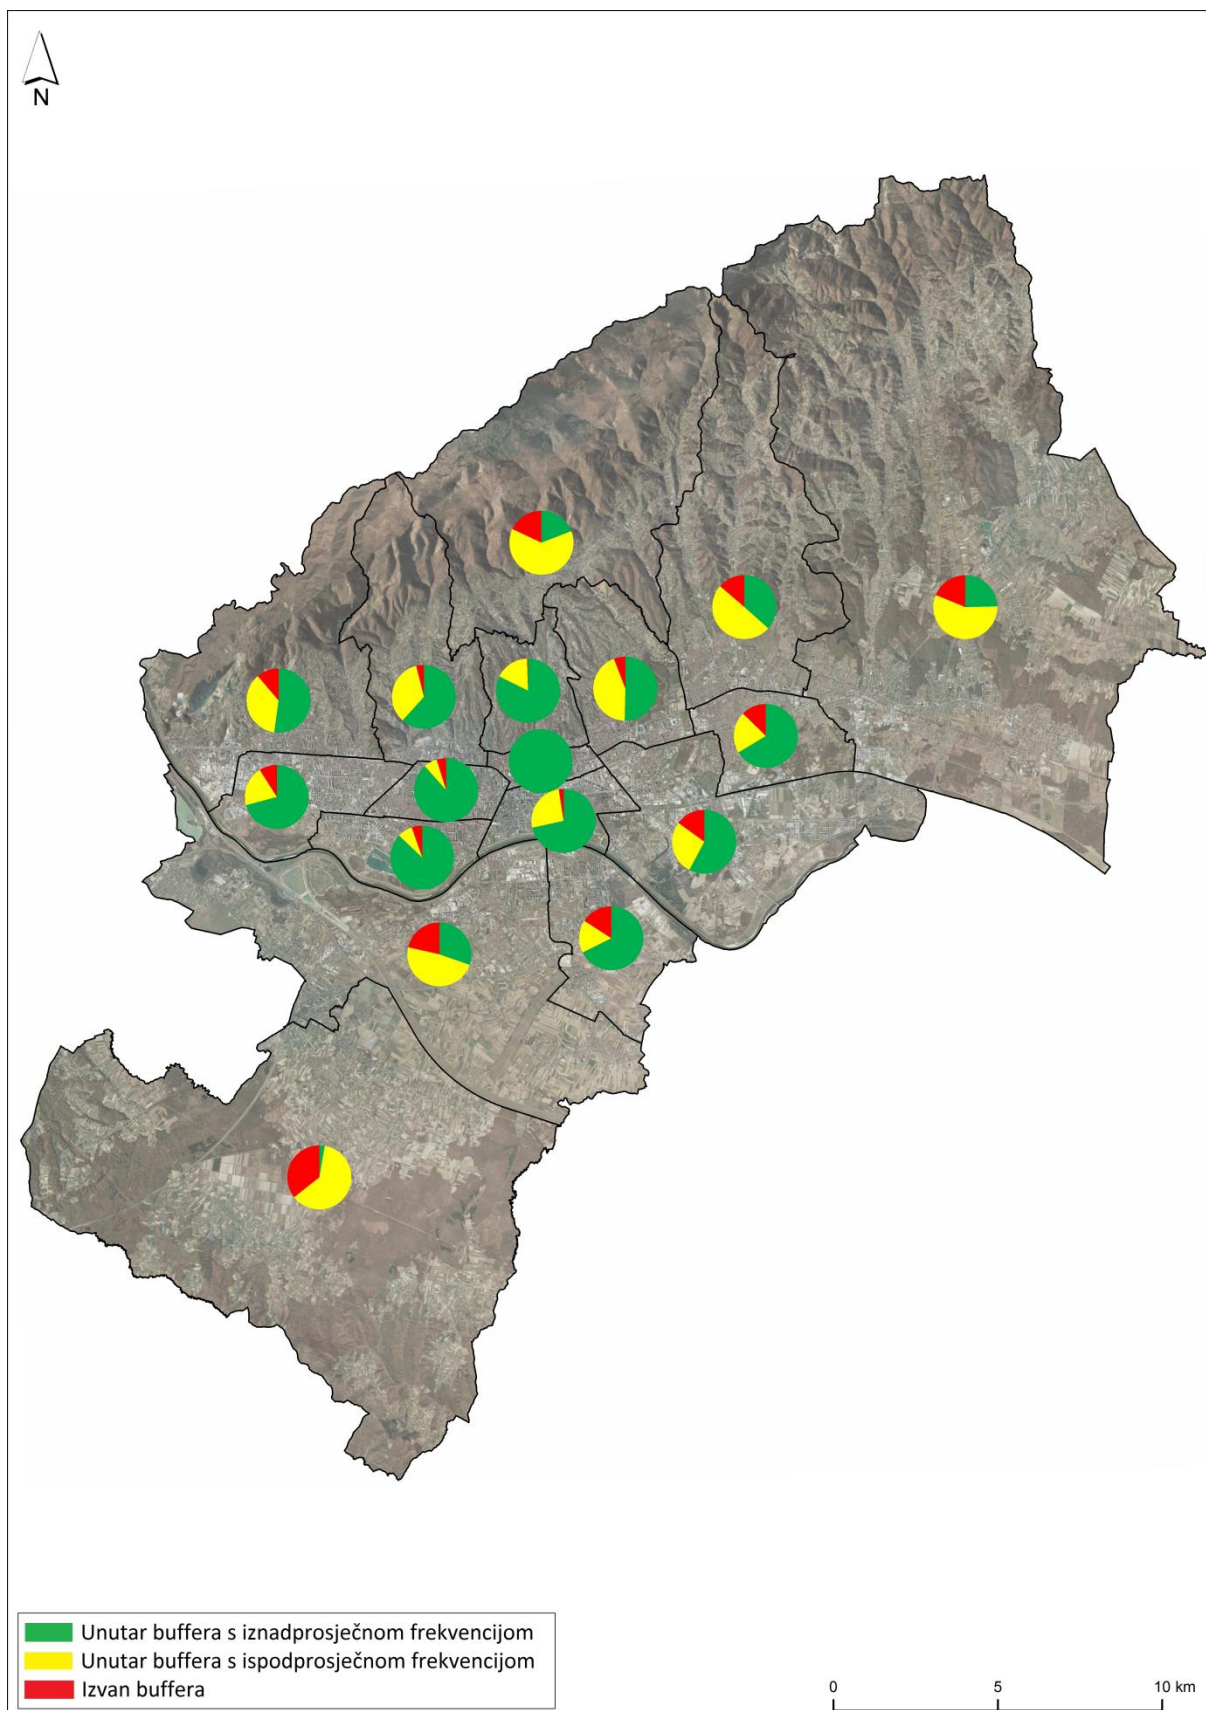 N
Unutar buffera s iznadprosječnom frekvencijom
Unutar buffera s ispodprosječnom frekvencijom
Izvan buffera
0 5 10 km